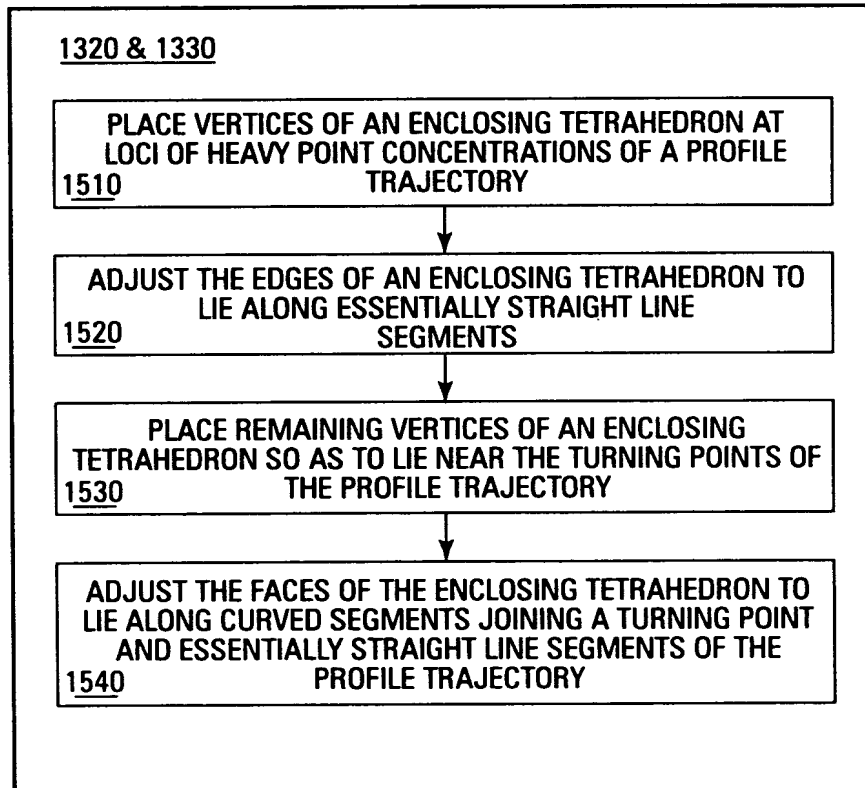 1320 & 1330
PLACE VERTICES OF AN ENCLOSING TETRAHEDRON AT
LOCI OF HEAVY POINT CONCENTRATIONS OF A PROFILE
TRAJECTORY
1510
ADJUST THE EDGES OF AN ENCLOSING TETRAHEDRON TO
LIE ALONG ESSENTIALLY STRAIGHT LINE
SEGMENTS
1520
PLACE REMAINING VERTICES OF AN ENCLOSING
TETRAHEDRON SO AS TO LIE NEAR THE TURNING POINTS OF
THE PROFILE TRAJECTORY
1530
ADJUST THE FACES OF THE ENCLOSING TETRAHEDRON TO
LIE ALONG CURVED SEGMENTS JOINING A TURNING POINT
AND ESSENTIALLY STRAIGHT LINE SEGMENTS OF THE
PROFILE TRAJECTORY
1540